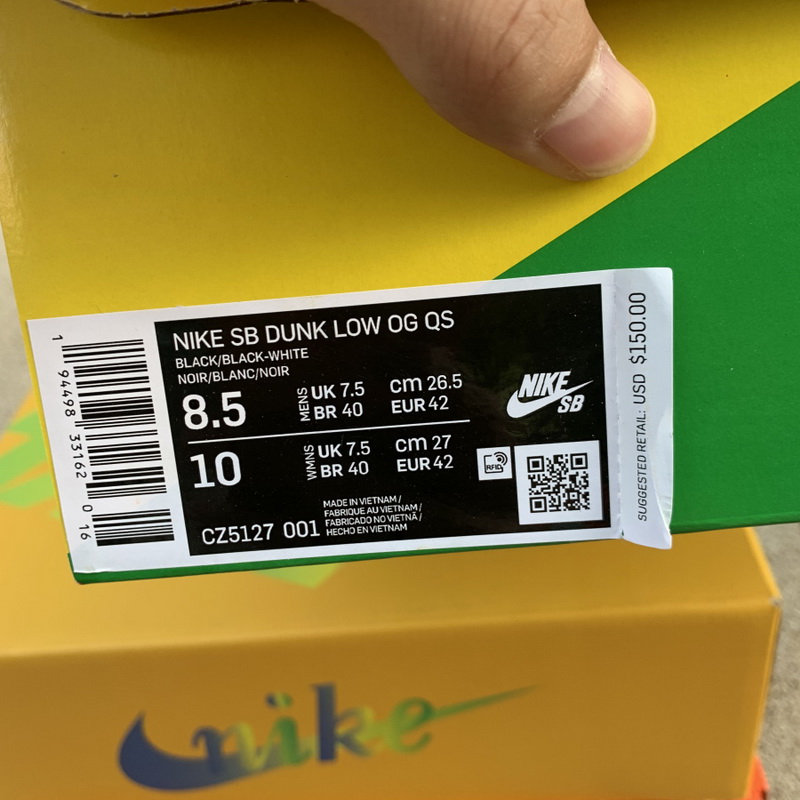 NIKE SB DUNK LOW OG QS
BLACK/BLACK-WHITE
NOIR/BLANC/NOIR
8.5
MENS
UK 7.5
BR 40
cm 26.5
EUR 42
10
WMNS
UK 7.5
BR 40
cm 27
EUR 42
NIKE
SB
RFID
CZ5127 001
MADE IN VIETNAM /
FABRIQUE AU VIETNAM /
FABRICADO NO VIETNÃ /
HECHO EN VIETNAM
1 94498 33162 0 16
SUGGESTED RETAIL: USD $150.00
nike